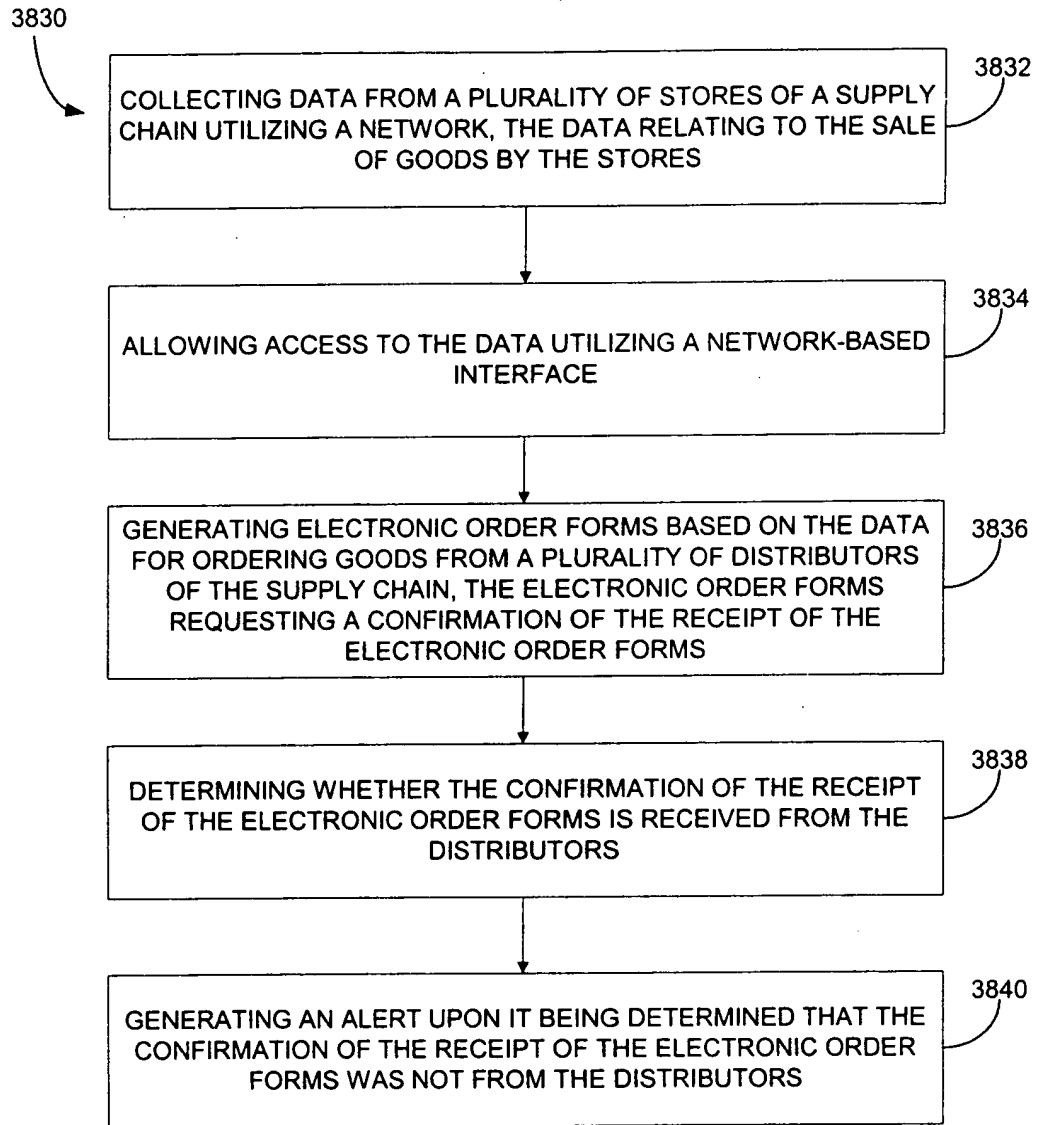 3830
3832
COLLECTING DATA FROM A PLURALITY OF STORES OF A SUPPLY
CHAIN UTILIZING A NETWORK, THE DATA RELATING TO THE SALE
OF GOODS BY THE STORES
3834
ALLOWING ACCESS TO THE DATA UTILIZING A NETWORK-BASED
INTERFACE
3836
GENERATING ELECTRONIC ORDER FORMS BASED ON THE DATA
FOR ORDERING GOODS FROM A PLURALITY OF DISTRIBUTORS
OF THE SUPPLY CHAIN, THE ELECTRONIC ORDER FORMS
REQUESTING A CONFIRMATION OF THE RECEIPT OF THE
ELECTRONIC ORDER FORMS
3838
DETERMINING WHETHER THE CONFIRMATION OF THE RECEIPT
OF THE ELECTRONIC ORDER FORMS IS RECEIVED FROM THE
DISTRIBUTORS
3840
GENERATING AN ALERT UPON IT BEING DETERMINED THAT THE
CONFIRMATION OF THE RECEIPT OF THE ELECTRONIC ORDER
FORMS WAS NOT FROM THE DISTRIBUTORS